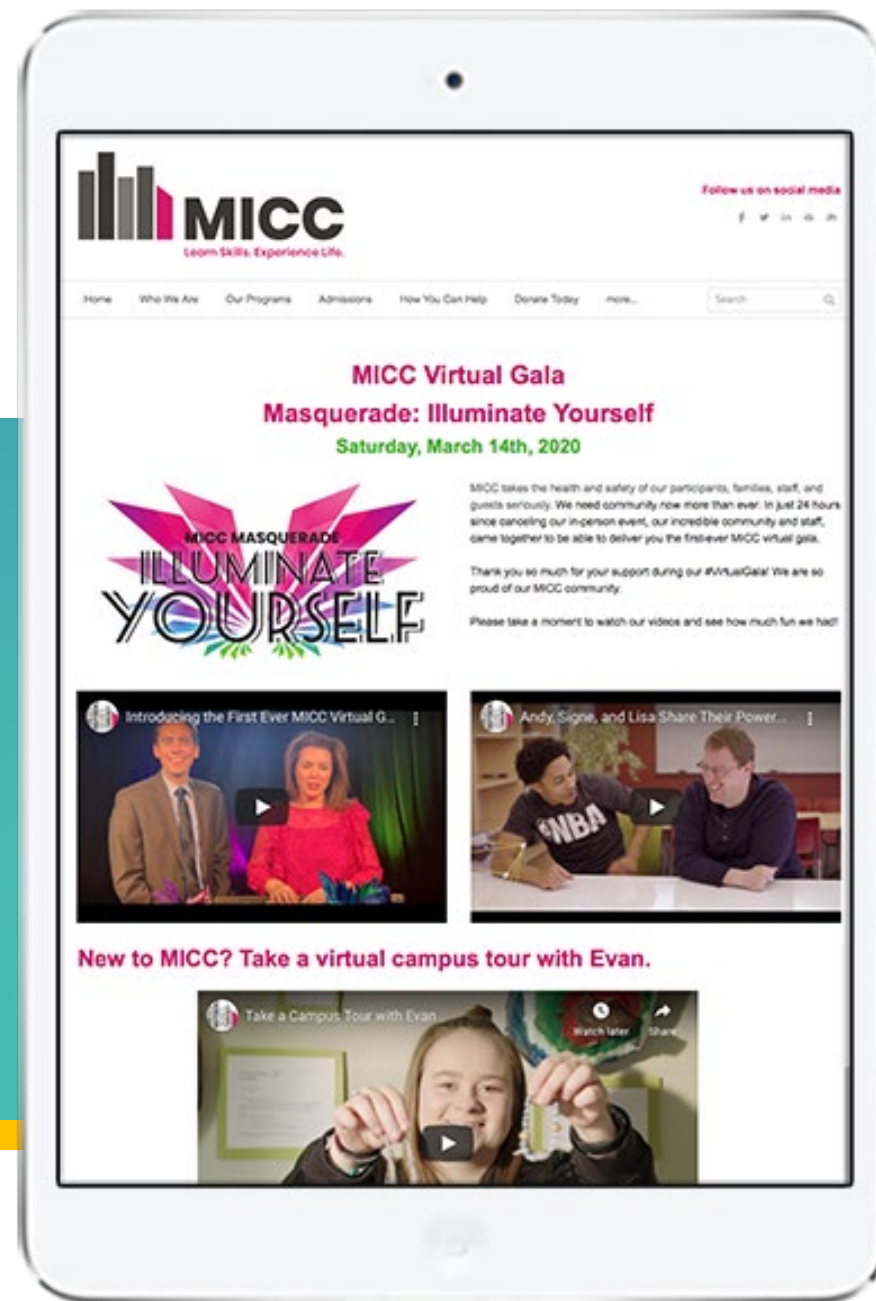 MICC
Learn Skills. Experience Life.
Follow us on social media
Home Who We Are Our Programs Admissions How You Can Help Donate Today more... Search
MICC Virtual Gala
Masquerade: Illuminate Yourself
Saturday, March 14th, 2020
MICC MASQUERADE
ILLUMINATE
YOURSELF
MICC takes the health and safety of our participants, families, staff, and
guests seriously. We need community now more than ever. In just 24 hours
since canceling our in-person event, our incredible community and staff,
came together to be able to deliver you the first-ever MICC virtual gala.
Thank you so much for your support during our #VirtualGala! We are so
proud of our MICC community.
Please take a moment to watch our videos and see how much fun we had!
Introducing the First Ever MICC Virtual G...
Andy, Signe, and Lisa Share Their Power...
NBA
New to MICC? Take a virtual campus tour with Evan.
Take a Campus Tour with Evan
Watch later Share